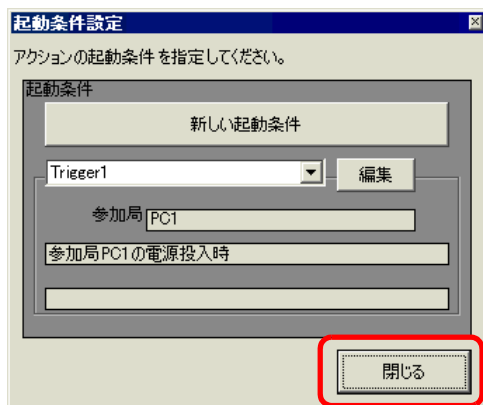 起動条件設定
アクションの起動条件を指定してください。
起動条件
新しい起動条件
Trigger1
編集
参加局 PC1
参加局PC1の電源投入時
閉じる